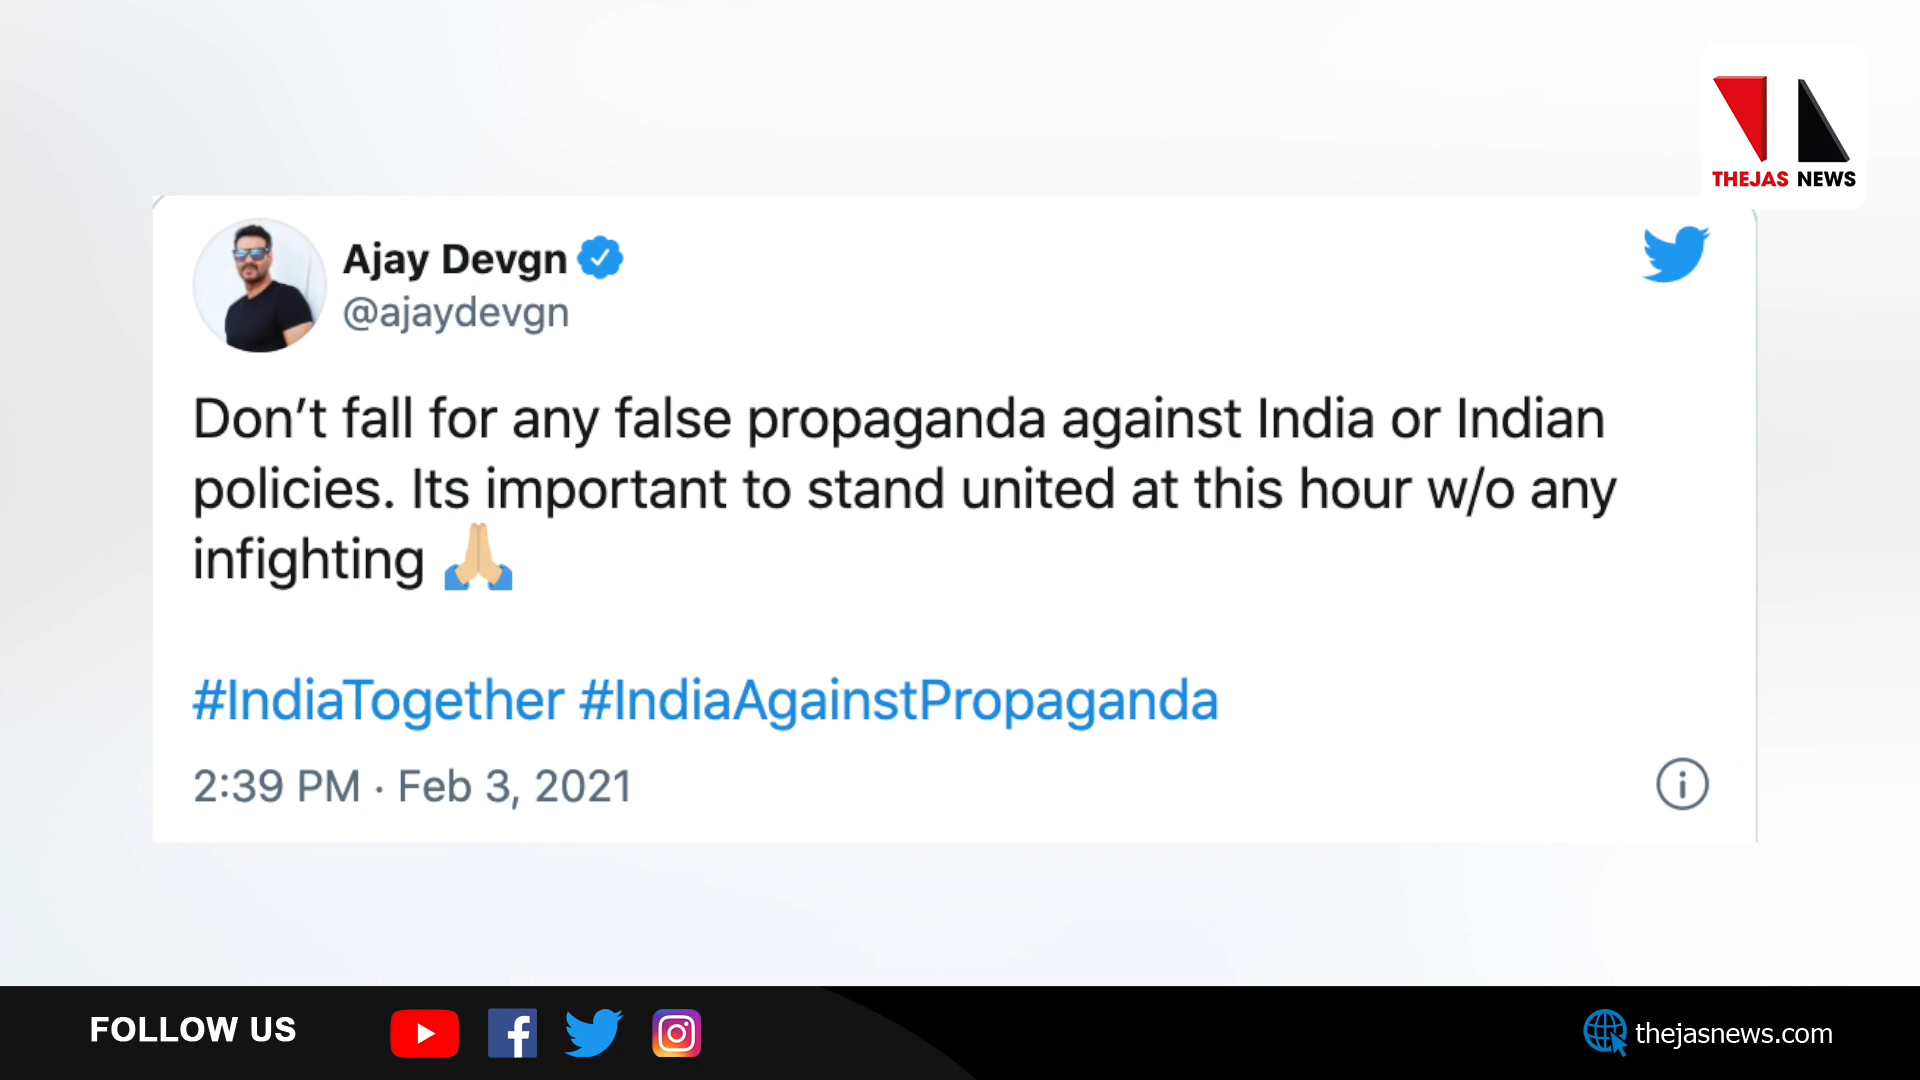 THEJAS NEWS
Ajay Devgn
@ajaydevgn
Don’t fall for any false propaganda against India or Indian
policies. Its important to stand united at this hour w/o any
infighting 🙏🏼
#IndiaTogether #IndiaAgainstPropaganda
2:39 PM · Feb 3, 2021
FOLLOW US
thejasnews.com